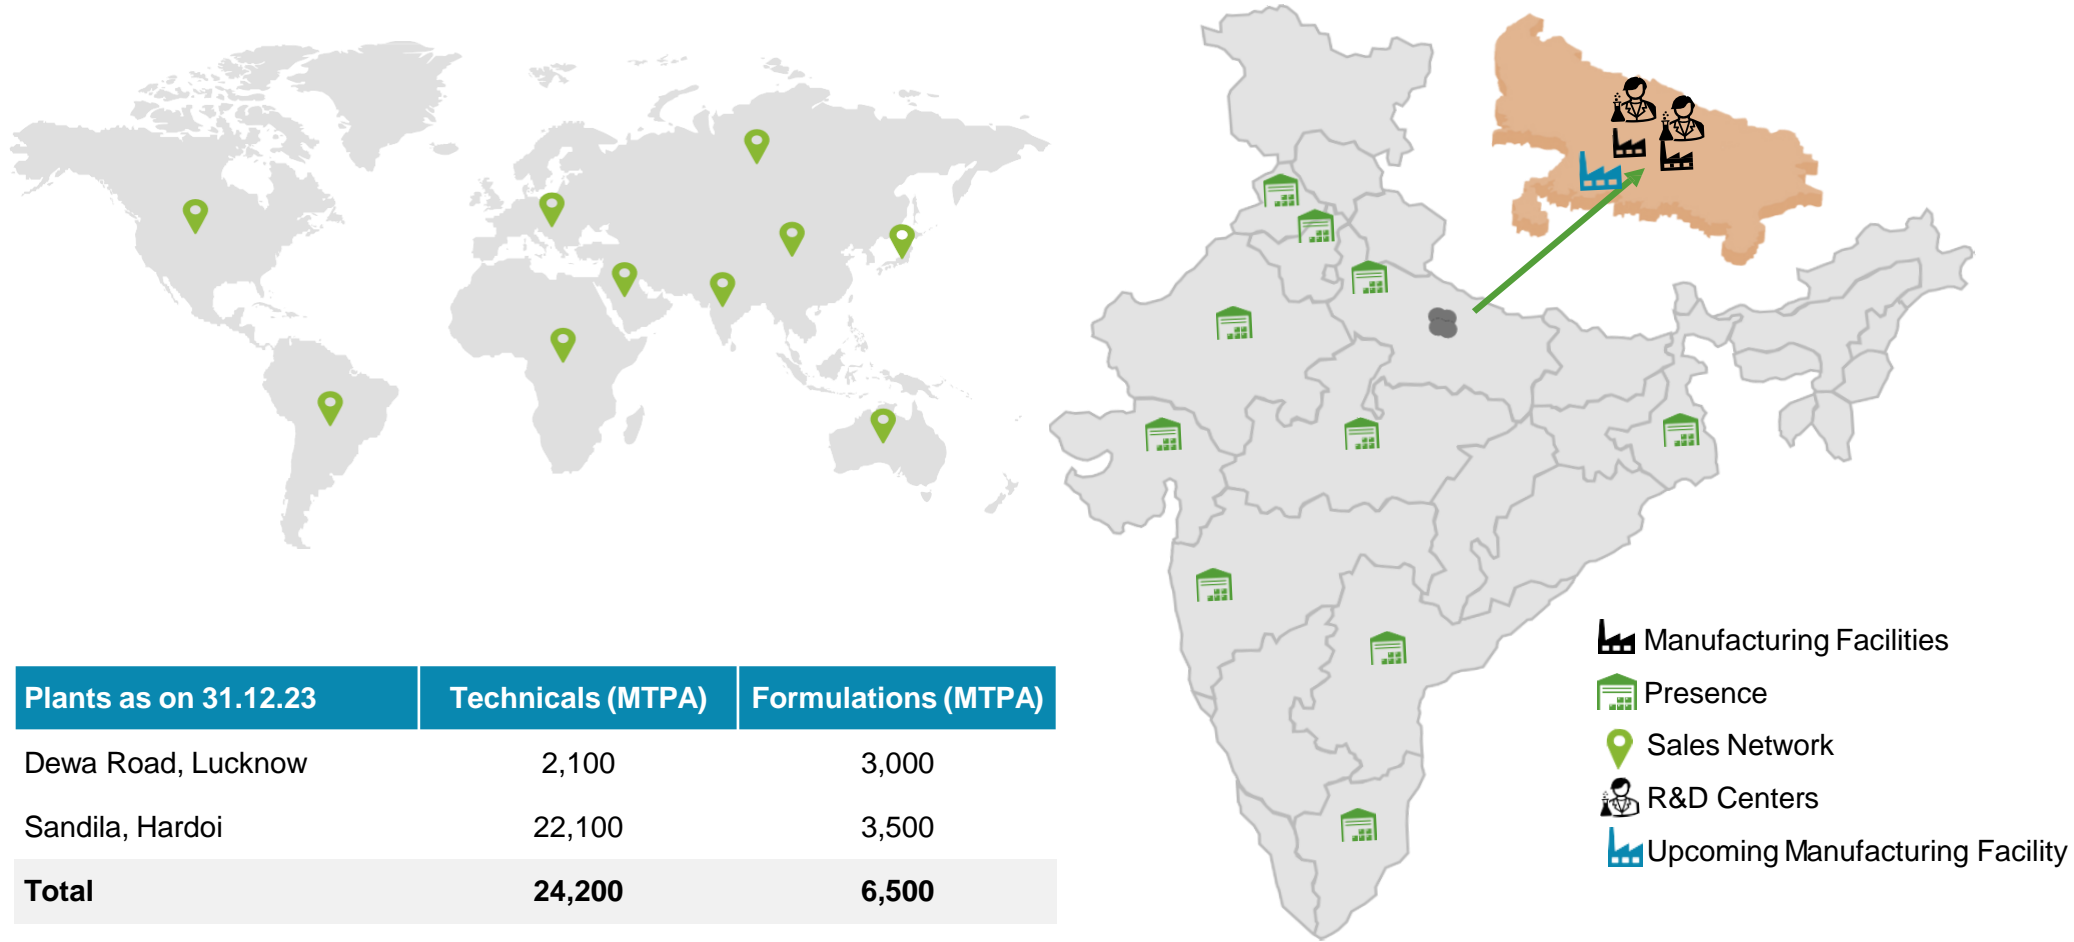 Plants as on 31.12.23 Technicals (MTPA) Formulations (MTPA)
Dewa Road, Lucknow 2,100 3,000
Sandila, Hardoi 22,100 3,500
Total 24,200 6,500
Manufacturing Facilities
Presence
Sales Network
R&D Centers
Upcoming Manufacturing Facility